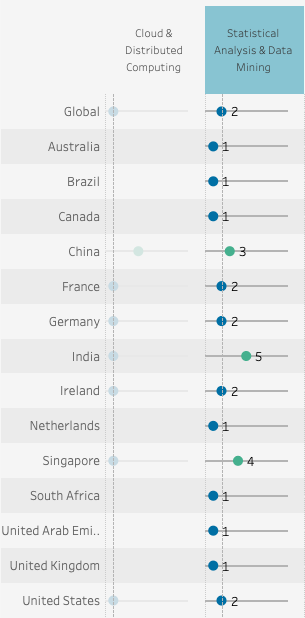 Cloud &
Distributed
Computing
Statistical
Analysis & Data
Mining
Global 2
Australia 1
Brazil 1
Canada 1
China 3
France 2
Germany 2
India 5
Ireland 2
Netherlands 1
Singapore 4
South Africa 1
United Arab Emi.. 1
United Kingdom 1
United States 2